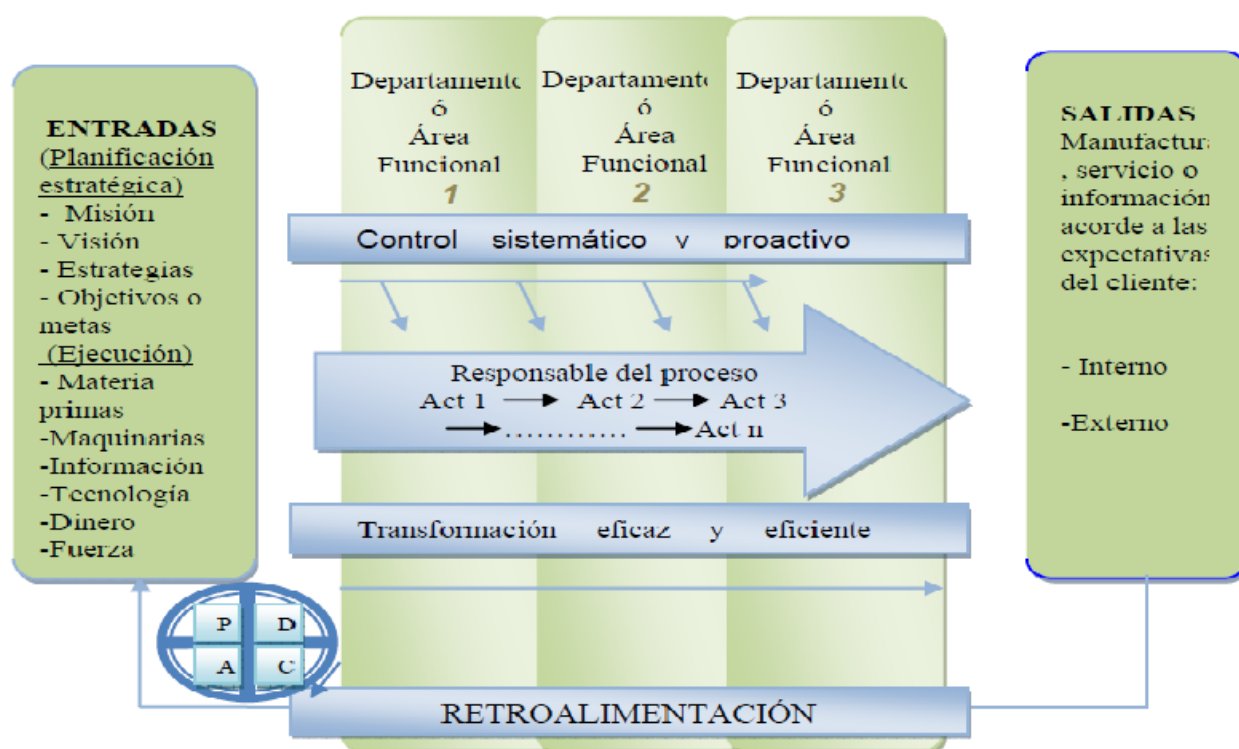 ENTRADAS
(Planificación
estratégica)
- Misión
- Visión
- Estrategias
- Objetivos o
metas
(Ejecución)
- Materia
primas
-Maquinarias
-Información
-Tecnología
-Dinero
-Fuerza
Departamento
ó
Área
Funcional
1
Departamento
ó
Área
Funcional
2
Departamento
ó
Área
Funcional
3
Control sistemático y proactivo
Responsable del proceso
Act 1 Act 2 Act 3
............. Act n
Transformación eficaz y eficiente
P D
A C
RETROALIMENTACIÓN
SALIDAS
Manufactura
, servicio o
información
acorde a las
expectativas
del cliente:
- Interno
-Externo